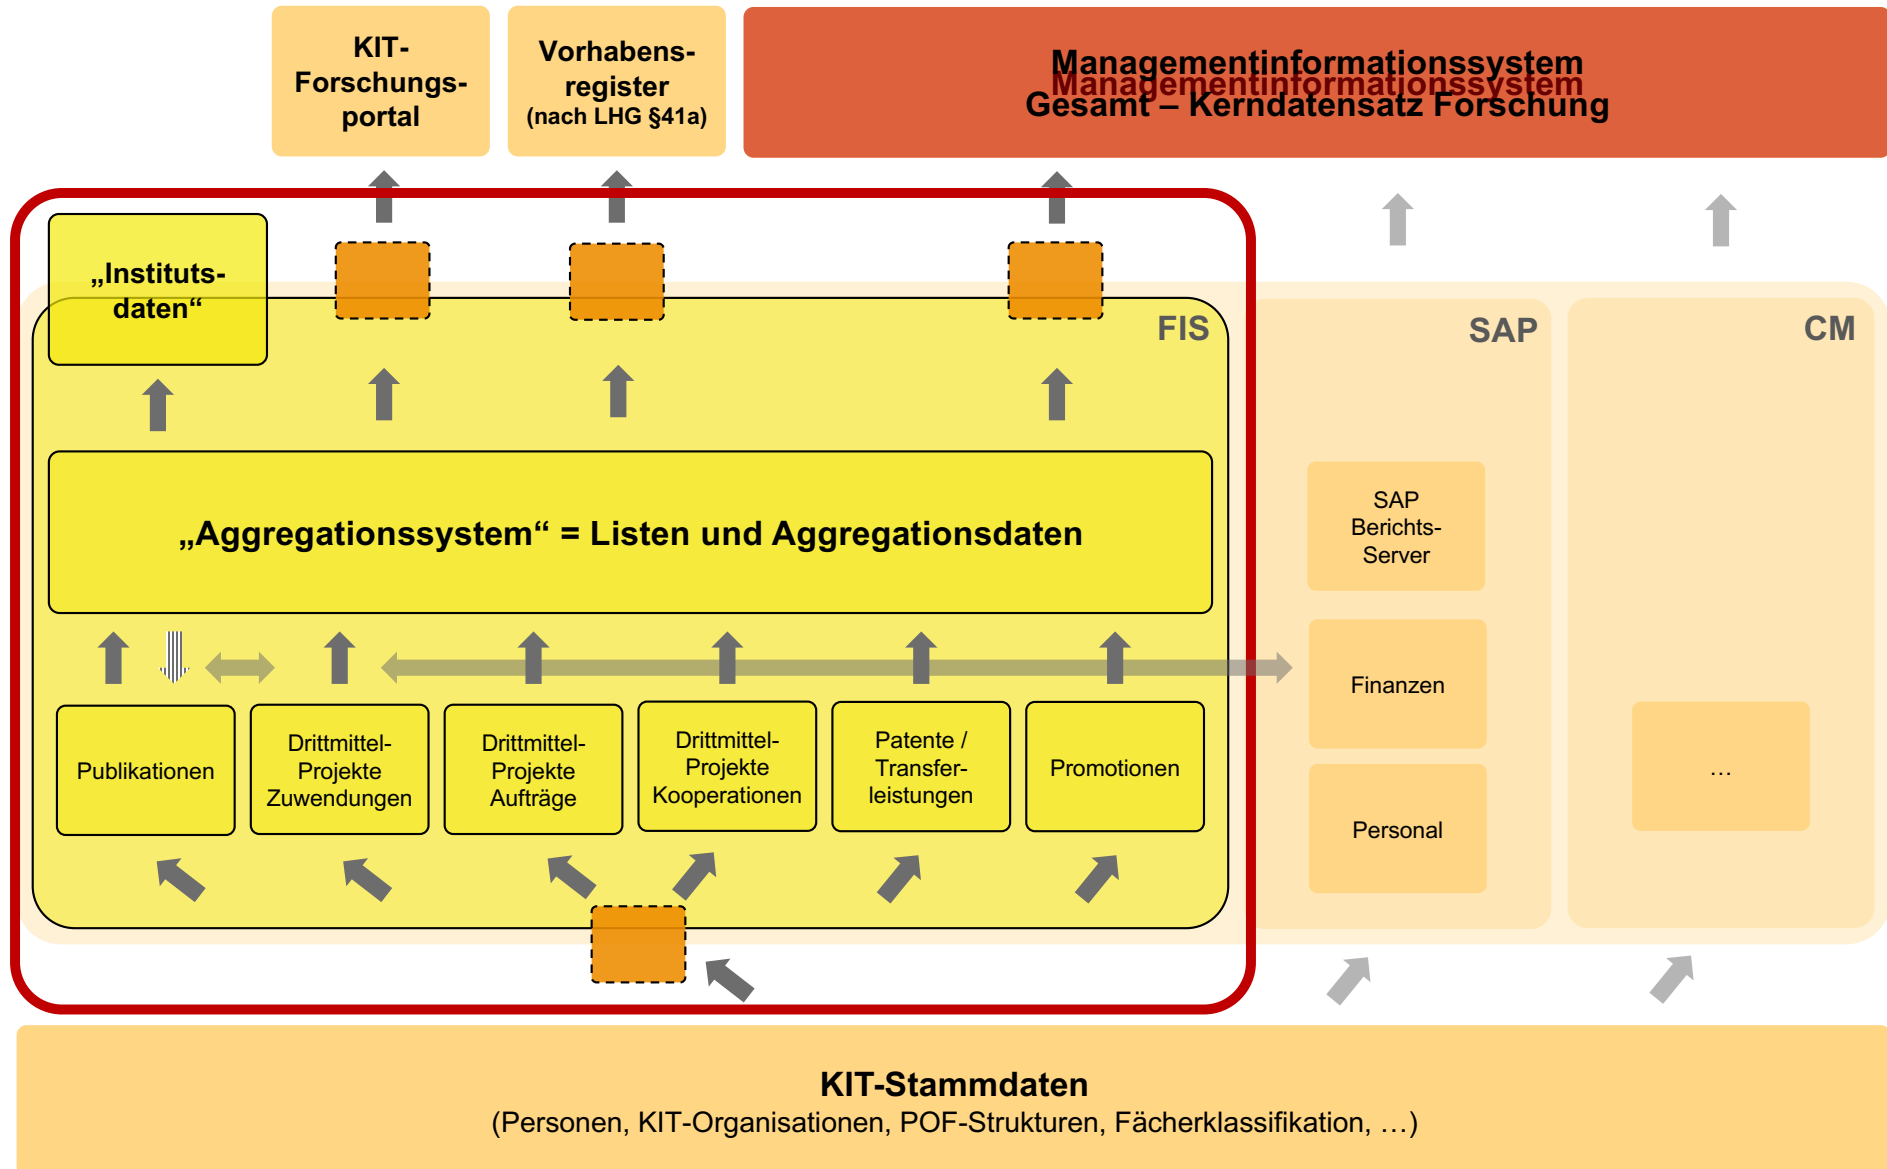 KIT-
Forschungs-
portal
Vorhabens-
register
(nach LHG §41a)
Managementinformationssystem
Managementinformationssystem
Gesamt – Kerndatensatz Forschung
„Instituts-
daten“
FIS
SAP
CM
„Aggregationssystem“ = Listen und Aggregationsdaten
SAP
Berichts-
Server
Finanzen
Personal
…
Publikationen
Drittmittel-
Projekte
Zuwendungen
Drittmittel-
Projekte
Aufträge
Drittmittel-
Projekte
Kooperationen
Patente /
Transfer-
leistungen
Promotionen
KIT-Stammdaten
(Personen, KIT-Organisationen, POF-Strukturen, Fächerklassifikation, …)